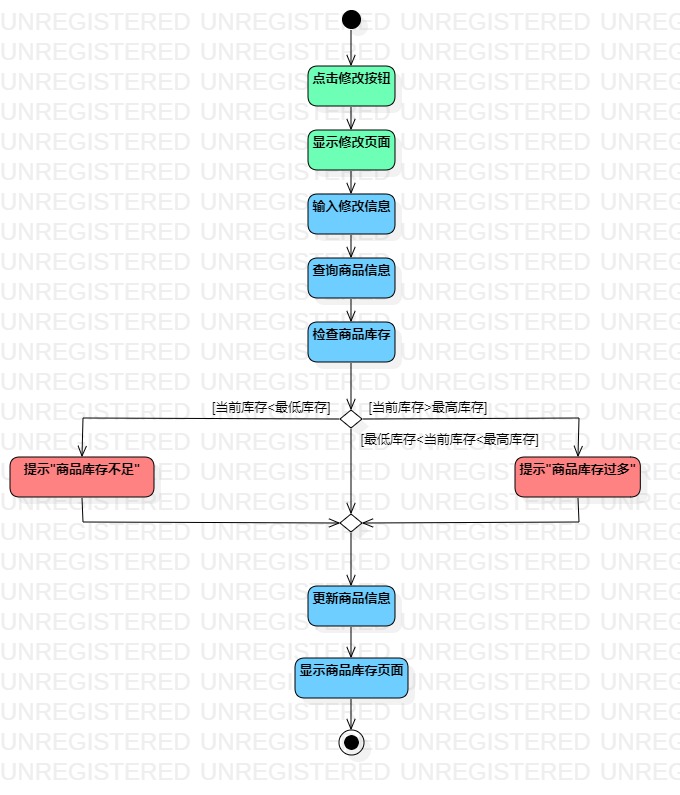 点击修改按钮
显示修改页面
输入修改信息
查询商品信息
检查商品库存
[当前库存<最低库存]
[当前库存>最高库存]
[最低库存<当前库存<最高库存]
提示"商品库存不足"
提示"商品库存过多"
更新商品信息
显示商品库存页面
UNREGISTERED